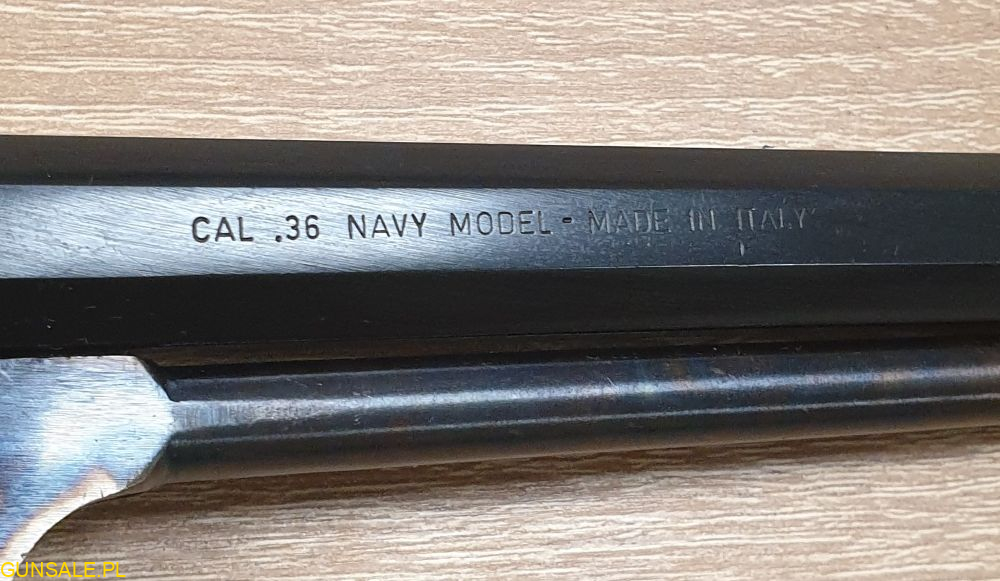 CAL .36 NAVY MODEL - MADE IN ITALY
GUNSALE.PL